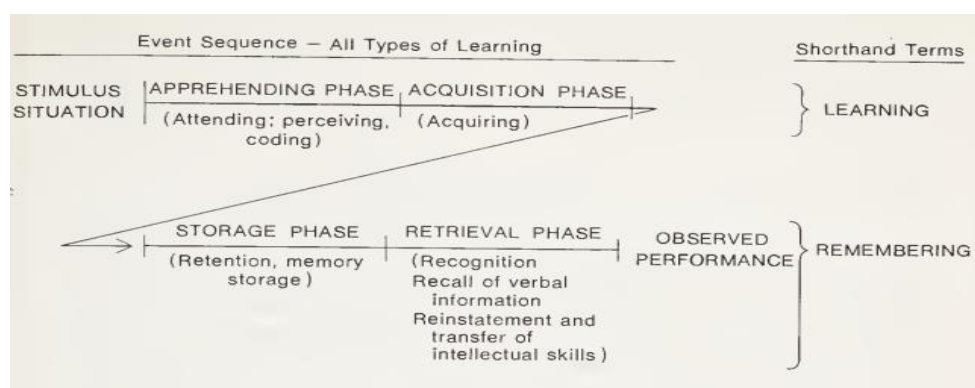 Event Sequence — All Types of Learning
Shorthand Terms
STIMULUS
SITUATION
APPREHENDING PHASE
(Attending; perceiving,
coding)
ACQUISITION PHASE
(Acquiring)
LEARNING
STORAGE PHASE
(Retention, memory
storage)
RETRIEVAL PHASE
(Recognition
Recall of verbal
information
Reinstatement and
transfer of
intellectual skills)
OBSERVED
PERFORMANCE
REMEMBERING